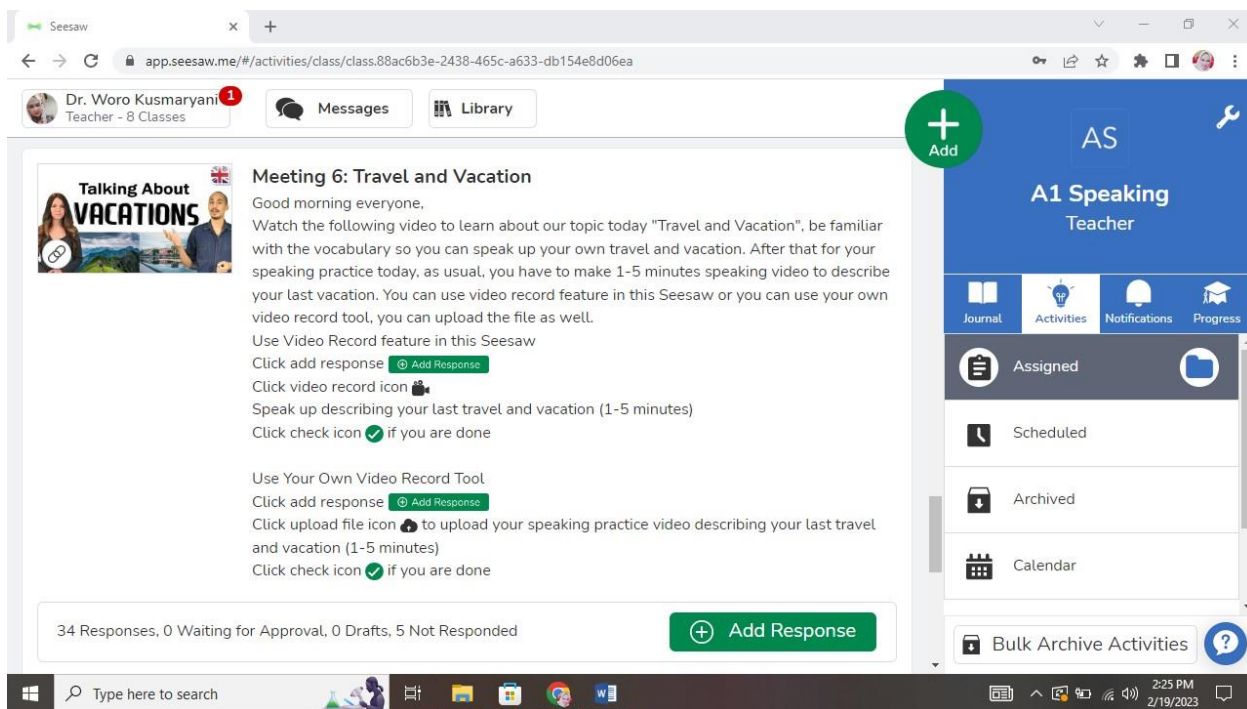 Seesaw
app.seesaw.me/#/activities/class/class.88ac6b3e-2438-465c-a633-db154e8d06ea
Dr. Woro Kusmaryani
1
Teacher - 8 Classes
Messages
Library
Add
AS
A1 Speaking
Teacher
Journal
Activities
Notifications
Progress
Assigned
Scheduled
Archived
Calendar
Bulk Archive Activities
?
Talking About
VACATIONS
Meeting 6: Travel and Vacation
Good morning everyone,
Watch the following video to learn about our topic today "Travel and Vacation", be familiar
with the vocabulary so you can speak up your own travel and vacation. After that for your
speaking practice today, as usual, you have to make 1-5 minutes speaking video to describe
your last vacation. You can use video record feature in this Seesaw or you can use your own
video record tool, you can upload the file as well.
Use Video Record feature in this Seesaw
Click add response Add Response
Click video record icon
Speak up describing your last travel and vacation (1-5 minutes)
Click check icon if you are done
Use Your Own Video Record Tool
Click add response Add Response
Click upload file icon to upload your speaking practice video describing your last travel
and vacation (1-5 minutes)
Click check icon if you are done
34 Responses, 0 Waiting for Approval, 0 Drafts, 5 Not Responded
Add Response
Type here to search
2:25 PM
2/19/2023